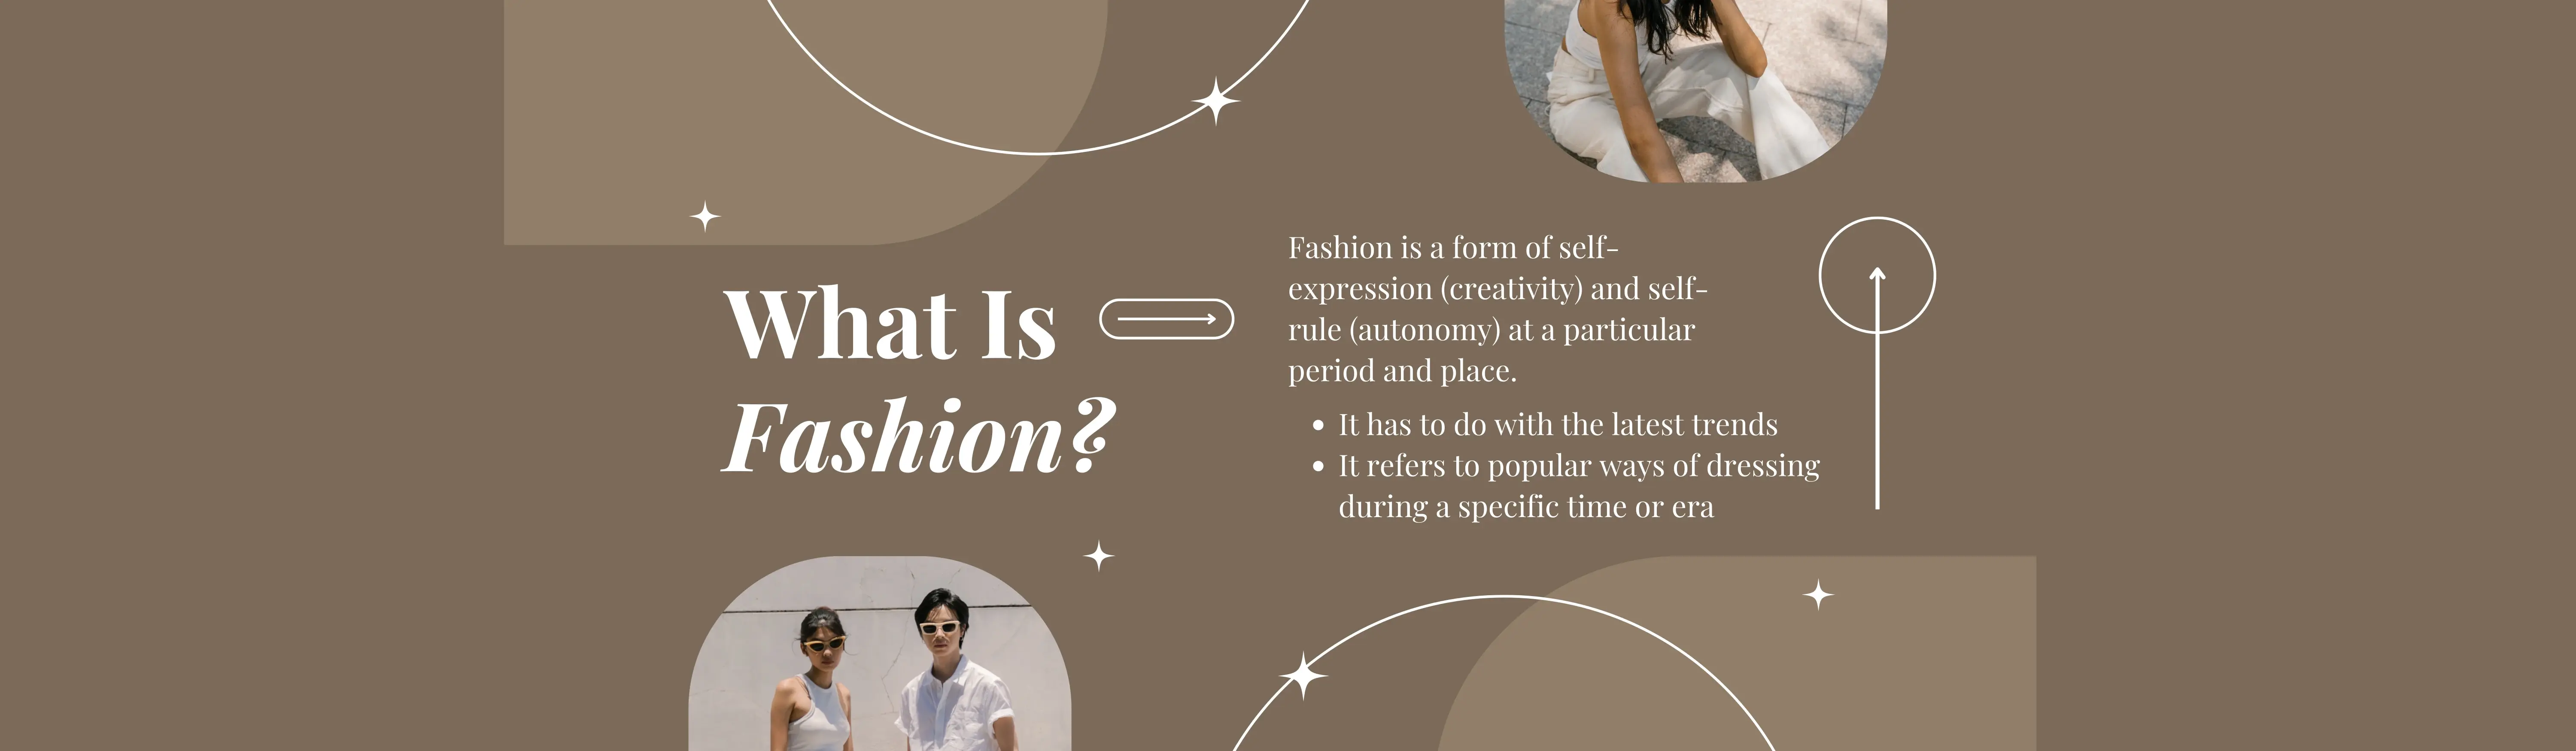 What Is
Fashion?
Fashion is a form of self-
expression (creativity) and self-
rule (autonomy) at a particular
period and place.
• It has to do with the latest trends
• It refers to popular ways of dressing
during a specific time or era